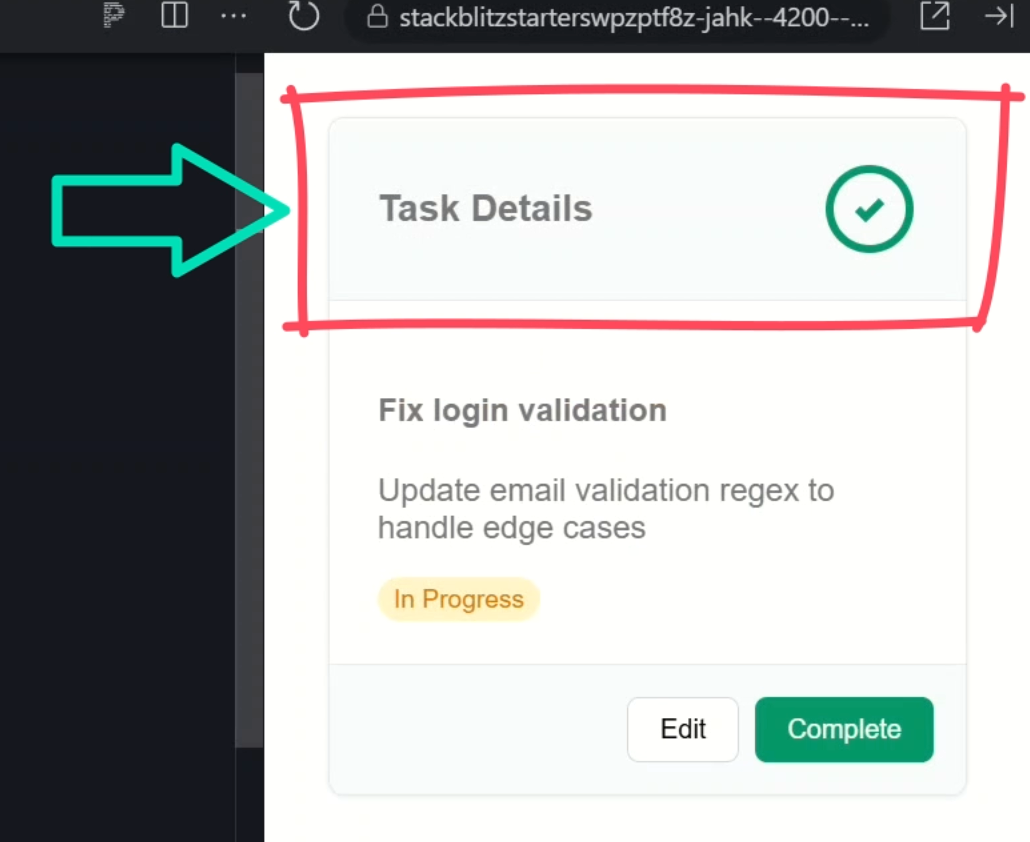 stackblitzstarterswpzptf8z-jahk--4200--...
Task Details
Fix login validation
Update email validation regex to
handle edge cases
In Progress
Edit
Complete